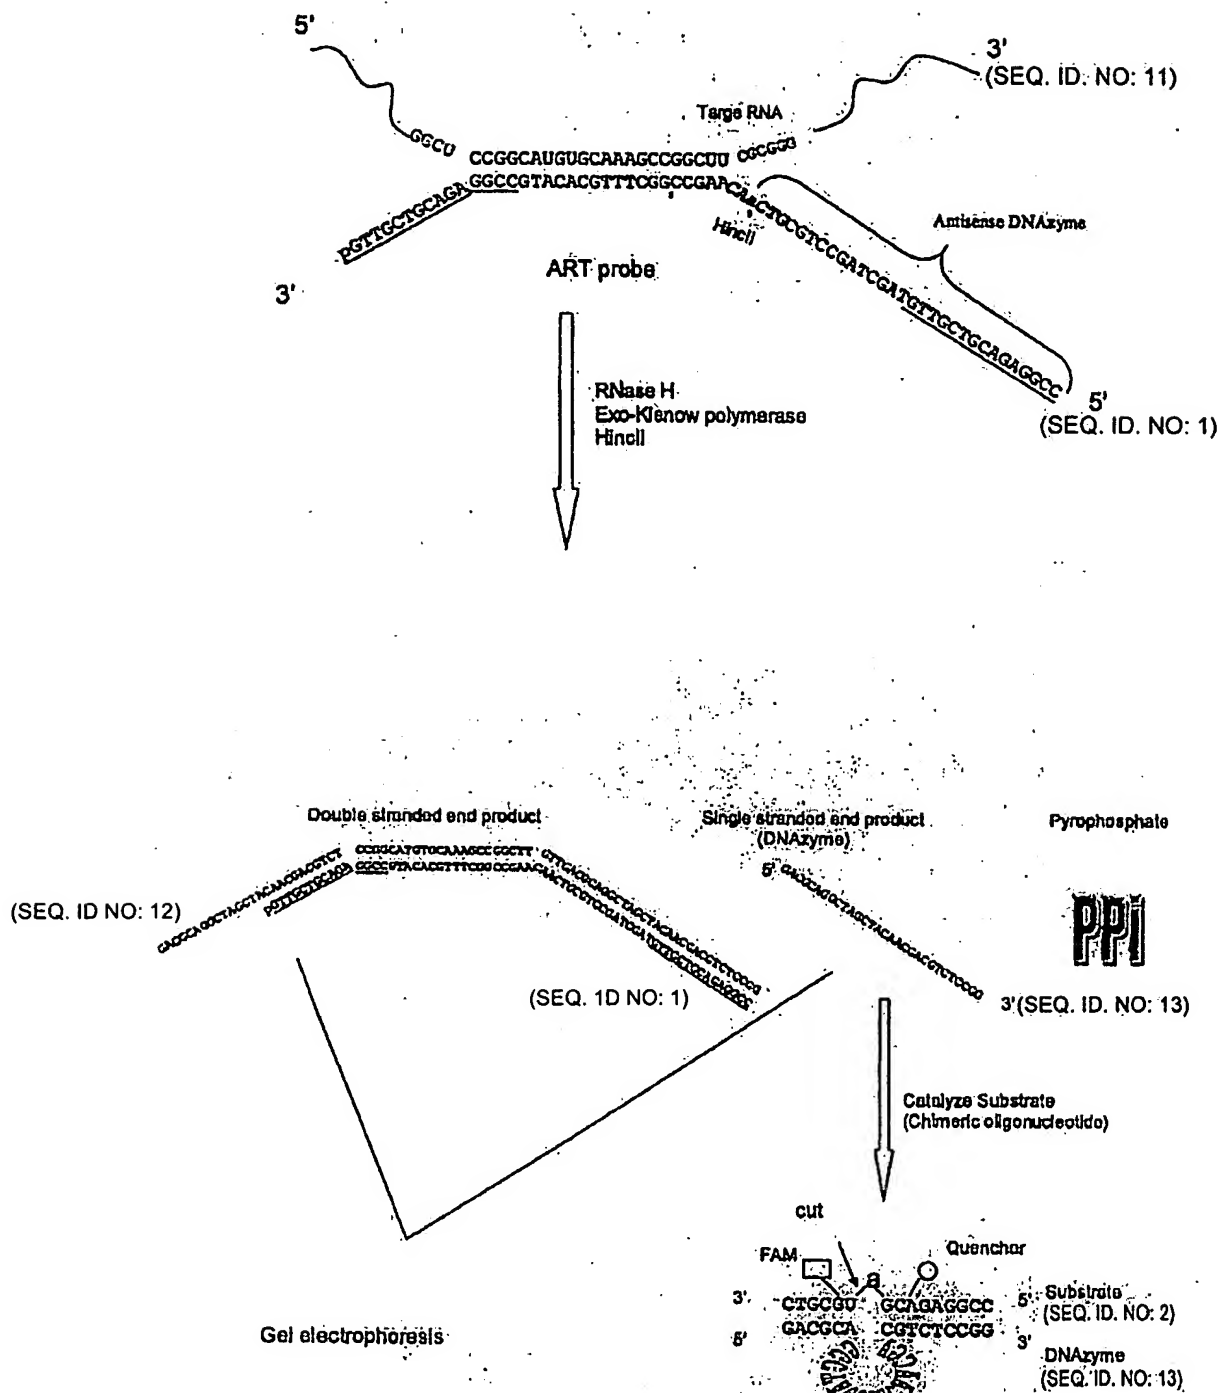 5'
3'
(SEQ. ID. NO: 11)
Targe RNA
GGCU CCGGCAUGUGCAAAGCCGGCUU CGCGGG
pGTTGCTGCAGA GGCCGTACACGTTTCGGCCGAA CAACTGCGTCCGATCGATGTTGCTGCAGAGGCC
HincII
Antisense DNAzyme
ART probe
3'
5'
(SEQ. ID. NO: 1)
RNase H
Exo-Klenow polymerase
HincII
Double stranded end product
Single stranded end product
(DNAzyme)
Pyrophosphate
5'
CCGGCATGTGCAAAGCCGGCTT
(SEQ. ID NO: 12)
PPi
(SEQ. 1D NO: 1)
3' (SEQ. ID. NO: 13)
Catalyze Substrate
(Chimeric oligonucleotide)
cut
FAM
a
Quencher
3' CTGCGU GCAGAGGCC 5' Substrate
(SEQ. ID. NO: 2)
5' GACGCA CGTCTCCGG 3'
DNAzyme
(SEQ. ID. NO: 13)
Gel electrophoresis